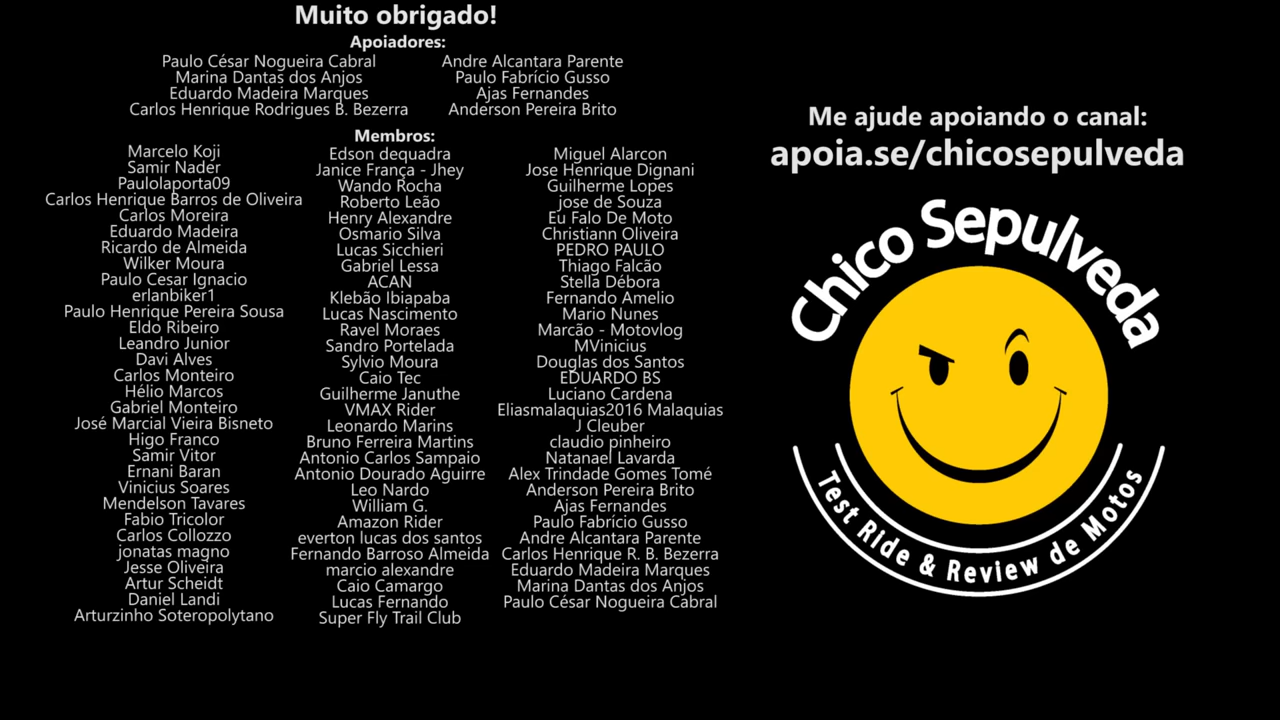 Muito obrigado!
Apoiadores:
Paulo César Nogueira Cabral
Marina Dantas dos Anjos
Eduardo Madeira Marques
Carlos Henrique Rodrigues B. Bezerra
Andre Alcantara Parente
Paulo Fabrício Gusso
Ajas Fernandes
Anderson Pereira Brito
Membros:
Marcelo Koji
Samir Nader
Paulolaporta09
Carlos Henrique Barros de Oliveira
Carlos Moreira
Eduardo Madeira
Ricardo de Almeida
Wilker Moura
Paulo Cesar Ignacio
erlanbiker1
Paulo Henrique Pereira Sousa
Eldo Ribeiro
Leandro Junior
Davi Alves
Carlos Monteiro
Hélio Marcos
Gabriel Monteiro
José Marcial Vieira Bisneto
Higo Franco
Samir Vitor
Ernani Baran
Vinicius Soares
Mendelson Tavares
Fabio Tricolor
Carlos Collozzo
jonatas magno
Jesse Oliveira
Artur Scheidt
Daniel Landi
Arturzinho Soteropolytano
Edson dequadra
Janice França - Jhey
Wando Rocha
Roberto Leão
Henry Alexandre
Osmario Silva
Lucas Sicchieri
Gabriel Lessa
ACAN
Klebão Ibiapaba
Lucas Nascimento
Ravel Moraes
Sandro Portelada
Sylvio Moura
Caio Tec
Guilherme Januthe
VMAX Rider
Leonardo Marins
Bruno Ferreira Martins
Antonio Carlos Sampaio
Antonio Dourado Aguirre
Leo Nardo
William G.
Amazon Rider
everton lucas dos santos
Fernando Barroso Almeida
marcio alexandre
Caio Camargo
Lucas Fernando
Super Fly Trail Club
Miguel Alarcon
Jose Henrique Dignani
Guilherme Lopes
jose de Souza
Eu Falo De Moto
Christiann Oliveira
PEDRO PAULO
Thiago Falcão
Stella Débora
Fernando Amelio
Mario Nunes
Marcão - Motovlog
MVinicius
Douglas dos Santos
EDUARDO BS
Luciano Cardena
Eliasmalaquias2016 Malaquias
J Cleuber
claudio pinheiro
Natanael Lavarda
Alex Trindade Gomes Tomé
Anderson Pereira Brito
Ajas Fernandes
Paulo Fabrício Gusso
Andre Alcantara Parente
Carlos Henrique R. B. Bezerra
Eduardo Madeira Marques
Marina Dantas dos Anjos
Paulo César Nogueira Cabral
Me ajude apoiando o canal:
apoia.se/chicosepulveda
Chico Sepulveda
Test Ride & Review de Motos